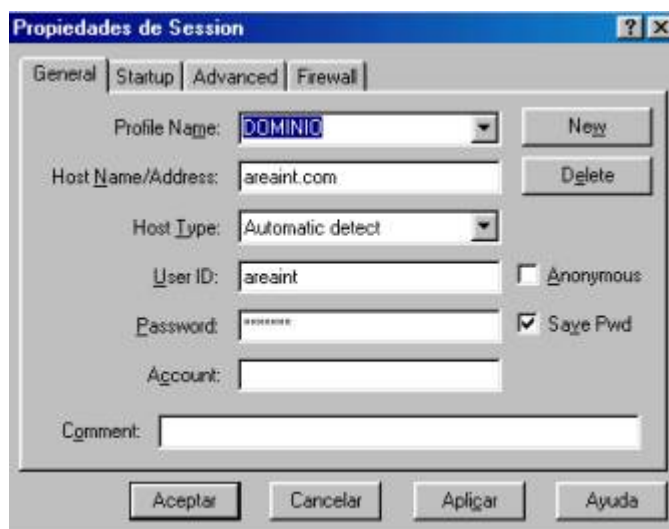 Propiedades de Session
General Startup Advanced Firewall
Profile Name: DOMINIO New
Host Name/Address: areaint.com Delete
Host Type: Automatic detect
User ID: areaint Anonymous
Password: ******* Save Pwd
Account:
Comment:
Aceptar Cancelar Aplicar Ayuda